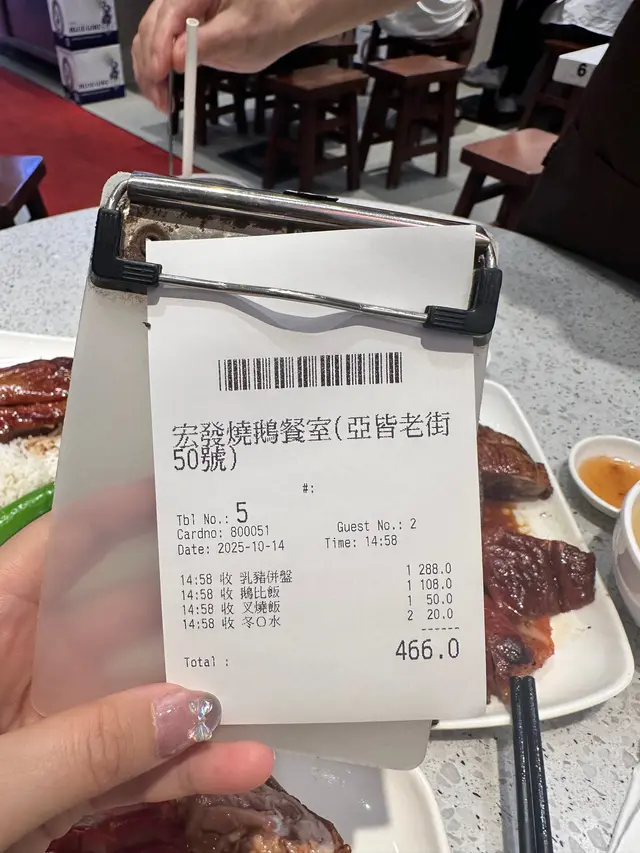 6
宏發燒鵝餐室(亞皆老街
50號)
#:
Tbl No.: 5
Cardno: 800051 Guest No.: 2
Date: 2025-10-14 Time: 14:58
14:58 收 乳豬併盤 1 288.0
14:58 收 鵝比飯 1 108.0
14:58 收 叉燒飯 1 50.0
14:58 收 冬O水 2 20.0
------
Total : 466.0